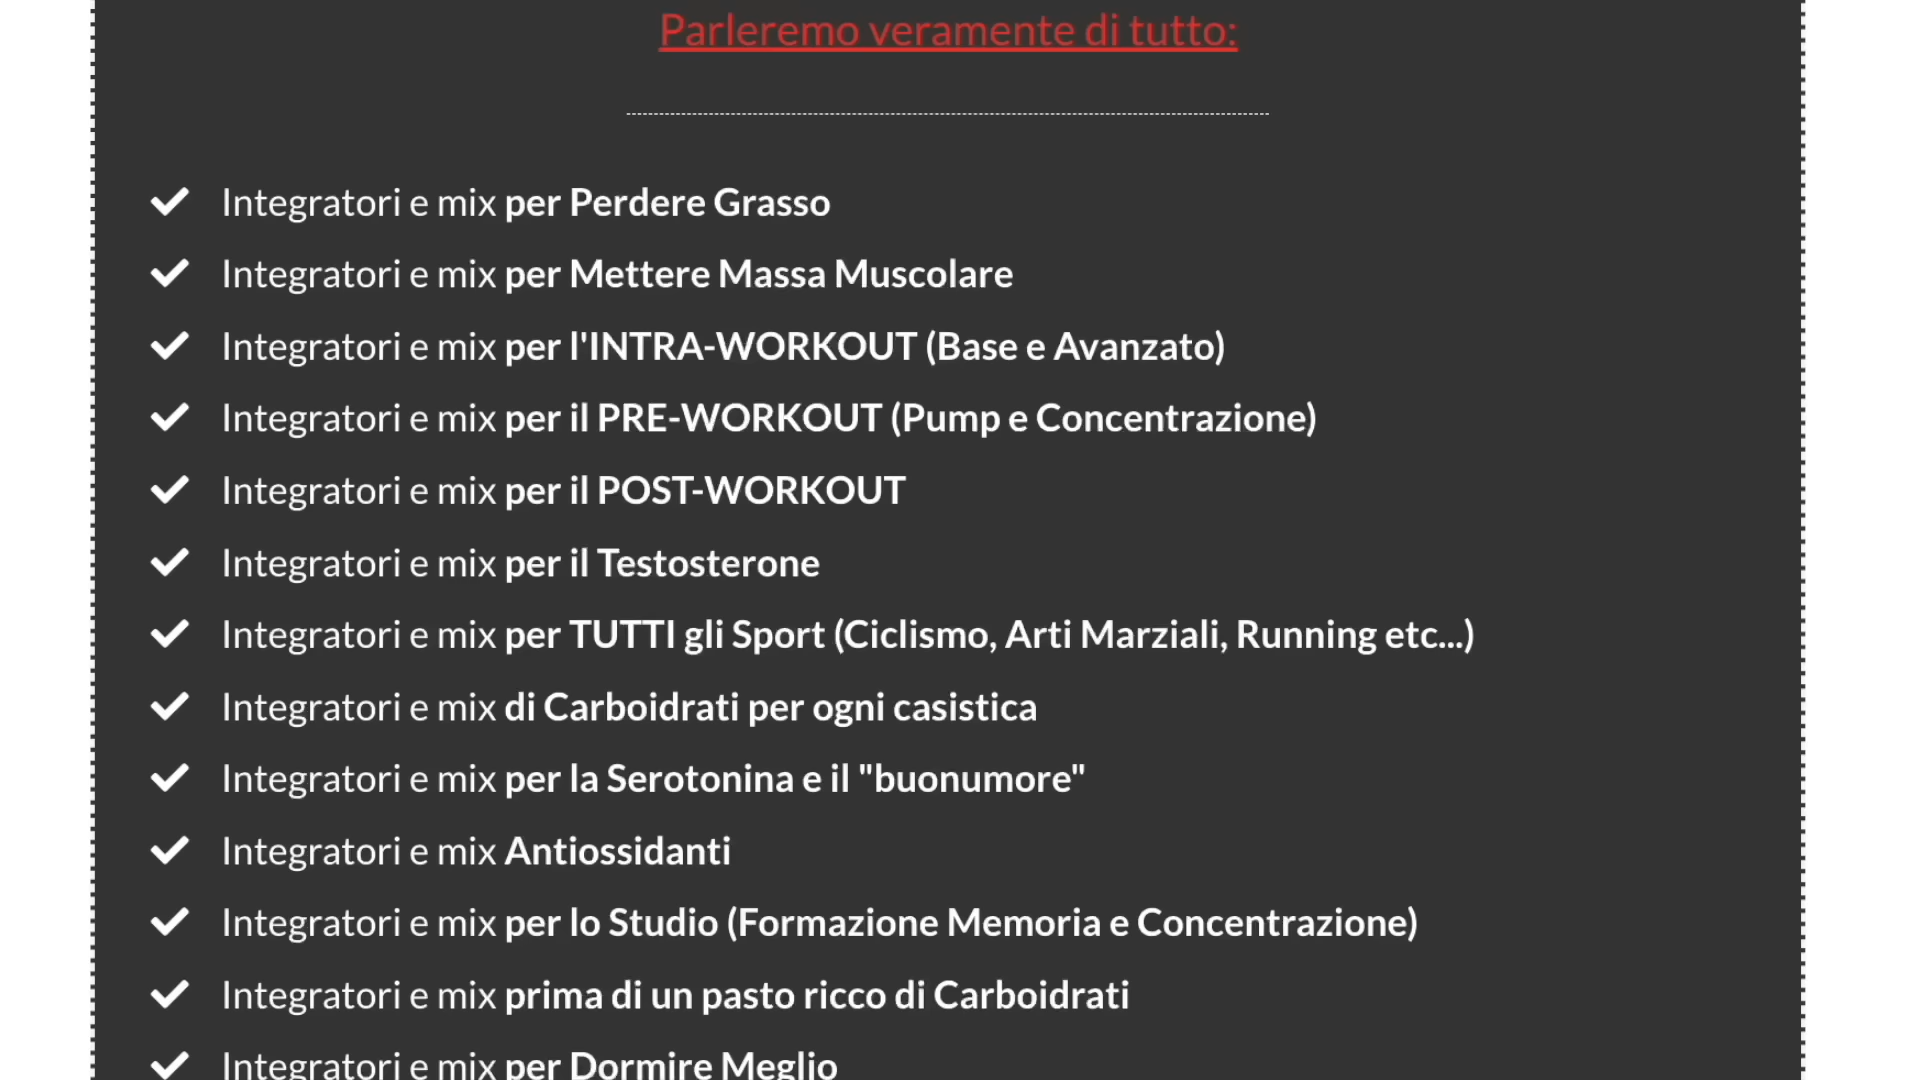 Parleremo veramente di tutto:
Integratori e mix per Perdere Grasso
Integratori e mix per Mettere Massa Muscolare
Integratori e mix per l'INTRA-WORKOUT (Base e Avanzato)
Integratori e mix per il PRE-WORKOUT (Pump e Concentrazione)
Integratori e mix per il POST-WORKOUT
Integratori e mix per il Testosterone
Integratori e mix per TUTTI gli Sport (Ciclismo, Arti Marziali, Running etc...)
Integratori e mix di Carboidrati per ogni casistica
Integratori e mix per la Serotonina e il "buonumore"
Integratori e mix Antiossidanti
Integratori e mix per lo Studio (Formazione Memoria e Concentrazione)
Integratori e mix prima di un pasto ricco di Carboidrati
Integratori e mix per Dormire Meglio